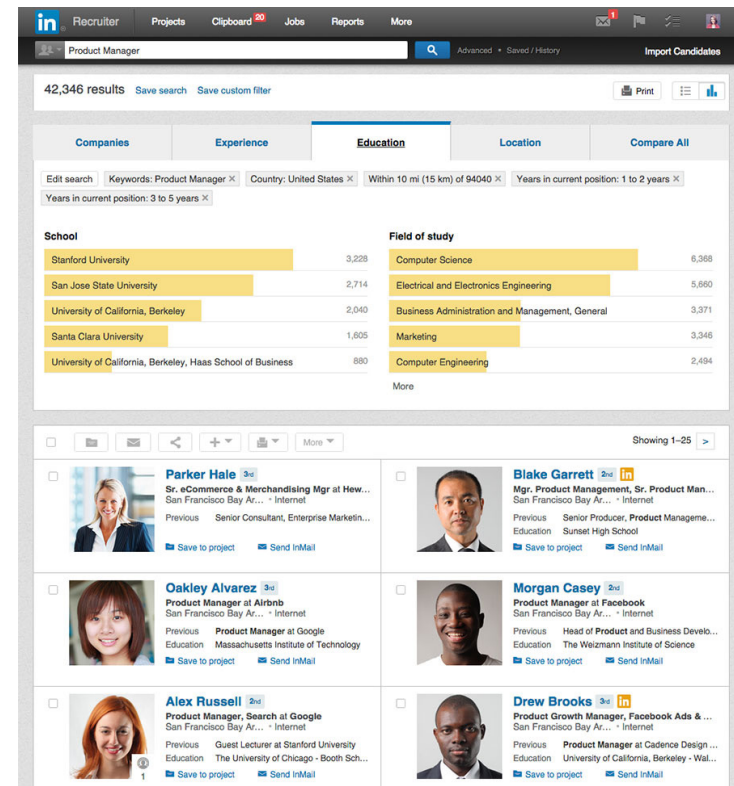 in Recruiter Projects Clipboard 20 Jobs Reports More 1
Product Manager Advanced • Saved / History Import Candidates
42,346 results Save search Save custom filter Print
Companies Experience Education Location Compare All
Edit search Keywords: Product Manager × Country: United States × Within 10 mi (15 km) of 94040 × Years in current position: 1 to 2 years ×
Years in current position: 3 to 5 years ×
School Field of study
Stanford University 3,228 Computer Science 6,368
San Jose State University 2,714 Electrical and Electronics Engineering 5,660
University of California, Berkeley 2,040 Business Administration and Management, General 3,371
Santa Clara University 1,605 Marketing 3,346
University of California, Berkeley, Haas School of Business 880 Computer Engineering 2,494
More
More Showing 1–25 >
Parker Hale 3rd
Sr. eCommerce & Merchandising Mgr at Hew...
San Francisco Bay Ar... • Internet
Previous Senior Consultant, Enterprise Marketin...
Save to project Send InMail
Blake Garrett 2nd in
Mgr. Product Management, Sr. Product Man...
San Francisco Bay Ar... • Internet
Previous Senior Producer, Product Manageme...
Education Sunset High School
Save to project Send InMail
Oakley Alvarez 3rd
Product Manager at Airbnb
San Francisco Bay Ar... • Internet
Previous Product Manager at Google
Education Massachusetts Institute of Technology
Save to project Send InMail
Morgan Casey 2nd
Product Manager at Facebook
San Francisco Bay Ar... • Internet
Previous Head of Product and Business Develo...
Education The Weizmann Institute of Science
Save to project Send InMail
Alex Russell 2nd
Product Manager, Search at Google
San Francisco Bay Ar... • Internet
Previous Guest Lecturer at Stanford University
Education The University of Chicago - Booth Sch...
1 Save to project Send InMail
Drew Brooks 3rd in
Product Growth Manager, Facebook Ads & ...
San Francisco Bay Ar... • Internet
Previous Product Manager at Cadence Design ...
Education University of California, Berkeley - Wal...
Save to project Send InMail